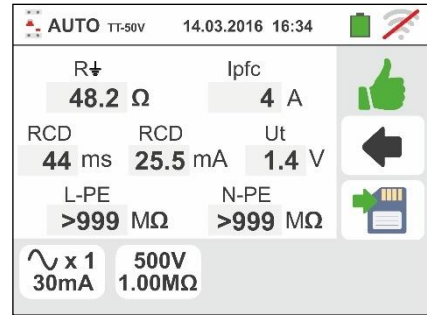 AUTO TT-50V 14.03.2016 16:34
R⏚ Ipfc
48.2 Ω 4 A
RCD RCD Ut
44 ms 25.5 mA 1.4 V
L-PE N-PE
>999 MΩ >999 MΩ
∿ x 1 500V
30mA 1.00MΩ